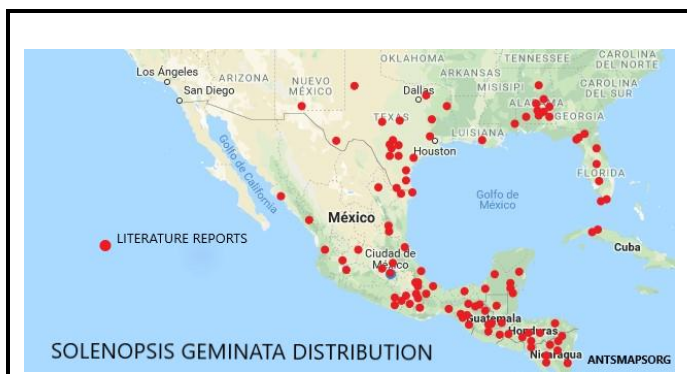 OKLAHOMA
TENNESSEE
CAROLINA
DEL NORTE
Los Ángeles
ARIZONA
NUEVO
MÉXICO
ARKANSAS
CAROLINA
DEL SUR
San Diego
Dallas
MISISIPI
ALABAMA
TEXAS
GEORGIA
LUISIANA
Houston
FLORIDA
Golfo de California
Golfo de
México
México
LITERATURE REPORTS
Ciudad de
México
Cuba
Guatemala
Honduras
Nicaragua
SOLENOPSIS GEMINATA DISTRIBUTION
ANTSMAPSORG